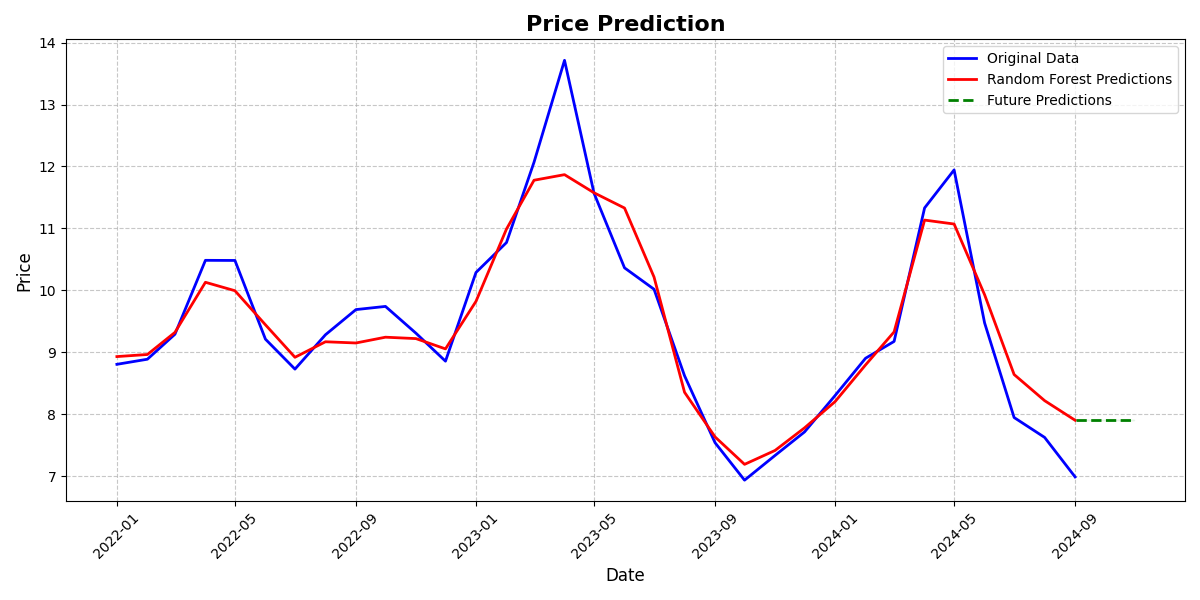 Price Prediction
Original Data
Random Forest Predictions
Future Predictions
Price
14
13
12
11
10
9
8
7
2022-01
2022-05
2022-09
2023-01
2023-05
2023-09
2024-01
2024-05
2024-09
Date